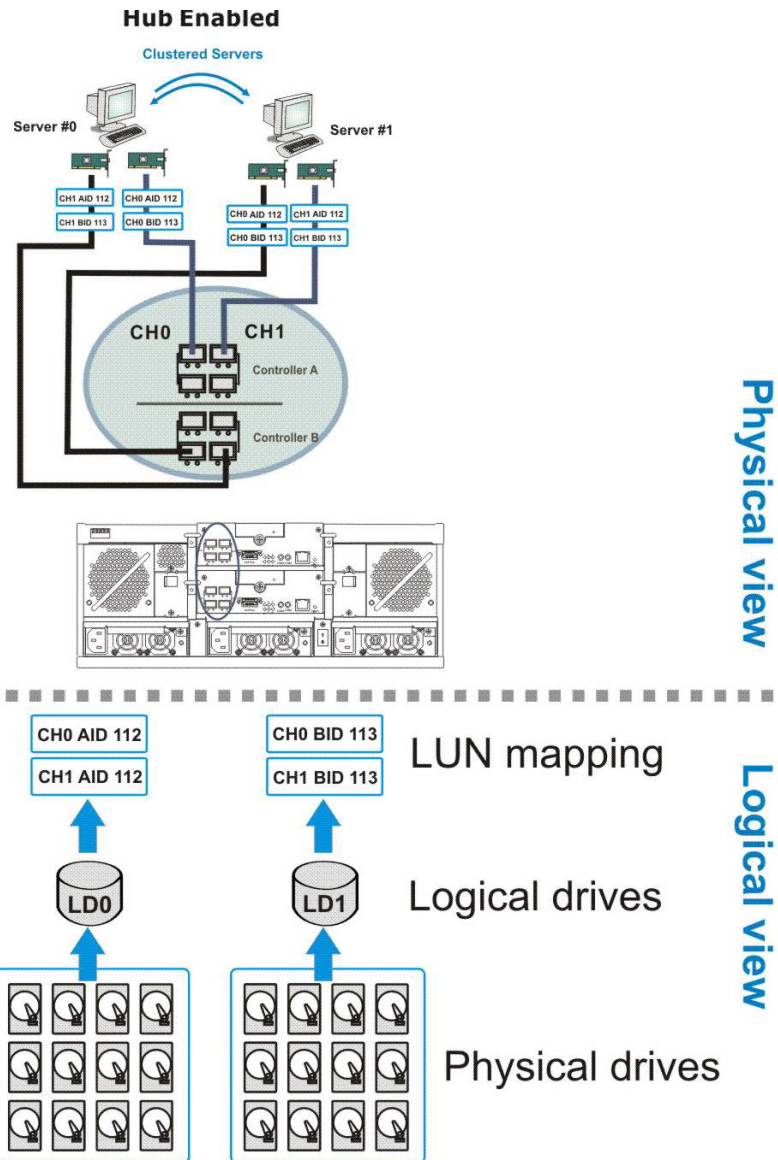 Hub Enabled
Clustered Servers
Server #0
Server #1
CH1 AID 112
CH0 AID 112
CH1 BID 113
CH0 BID 113
CH0 AID 112
CH1 AID 112
CH0 BID 113
CH1 BID 113
CH0
CH1
Controller A
Controller B
Physical view
CH0 AID 112
CH1 AID 112
CH0 BID 113
CH1 BID 113
LUN mapping
LD0
LD1
Logical drives
Physical drives
Logical view